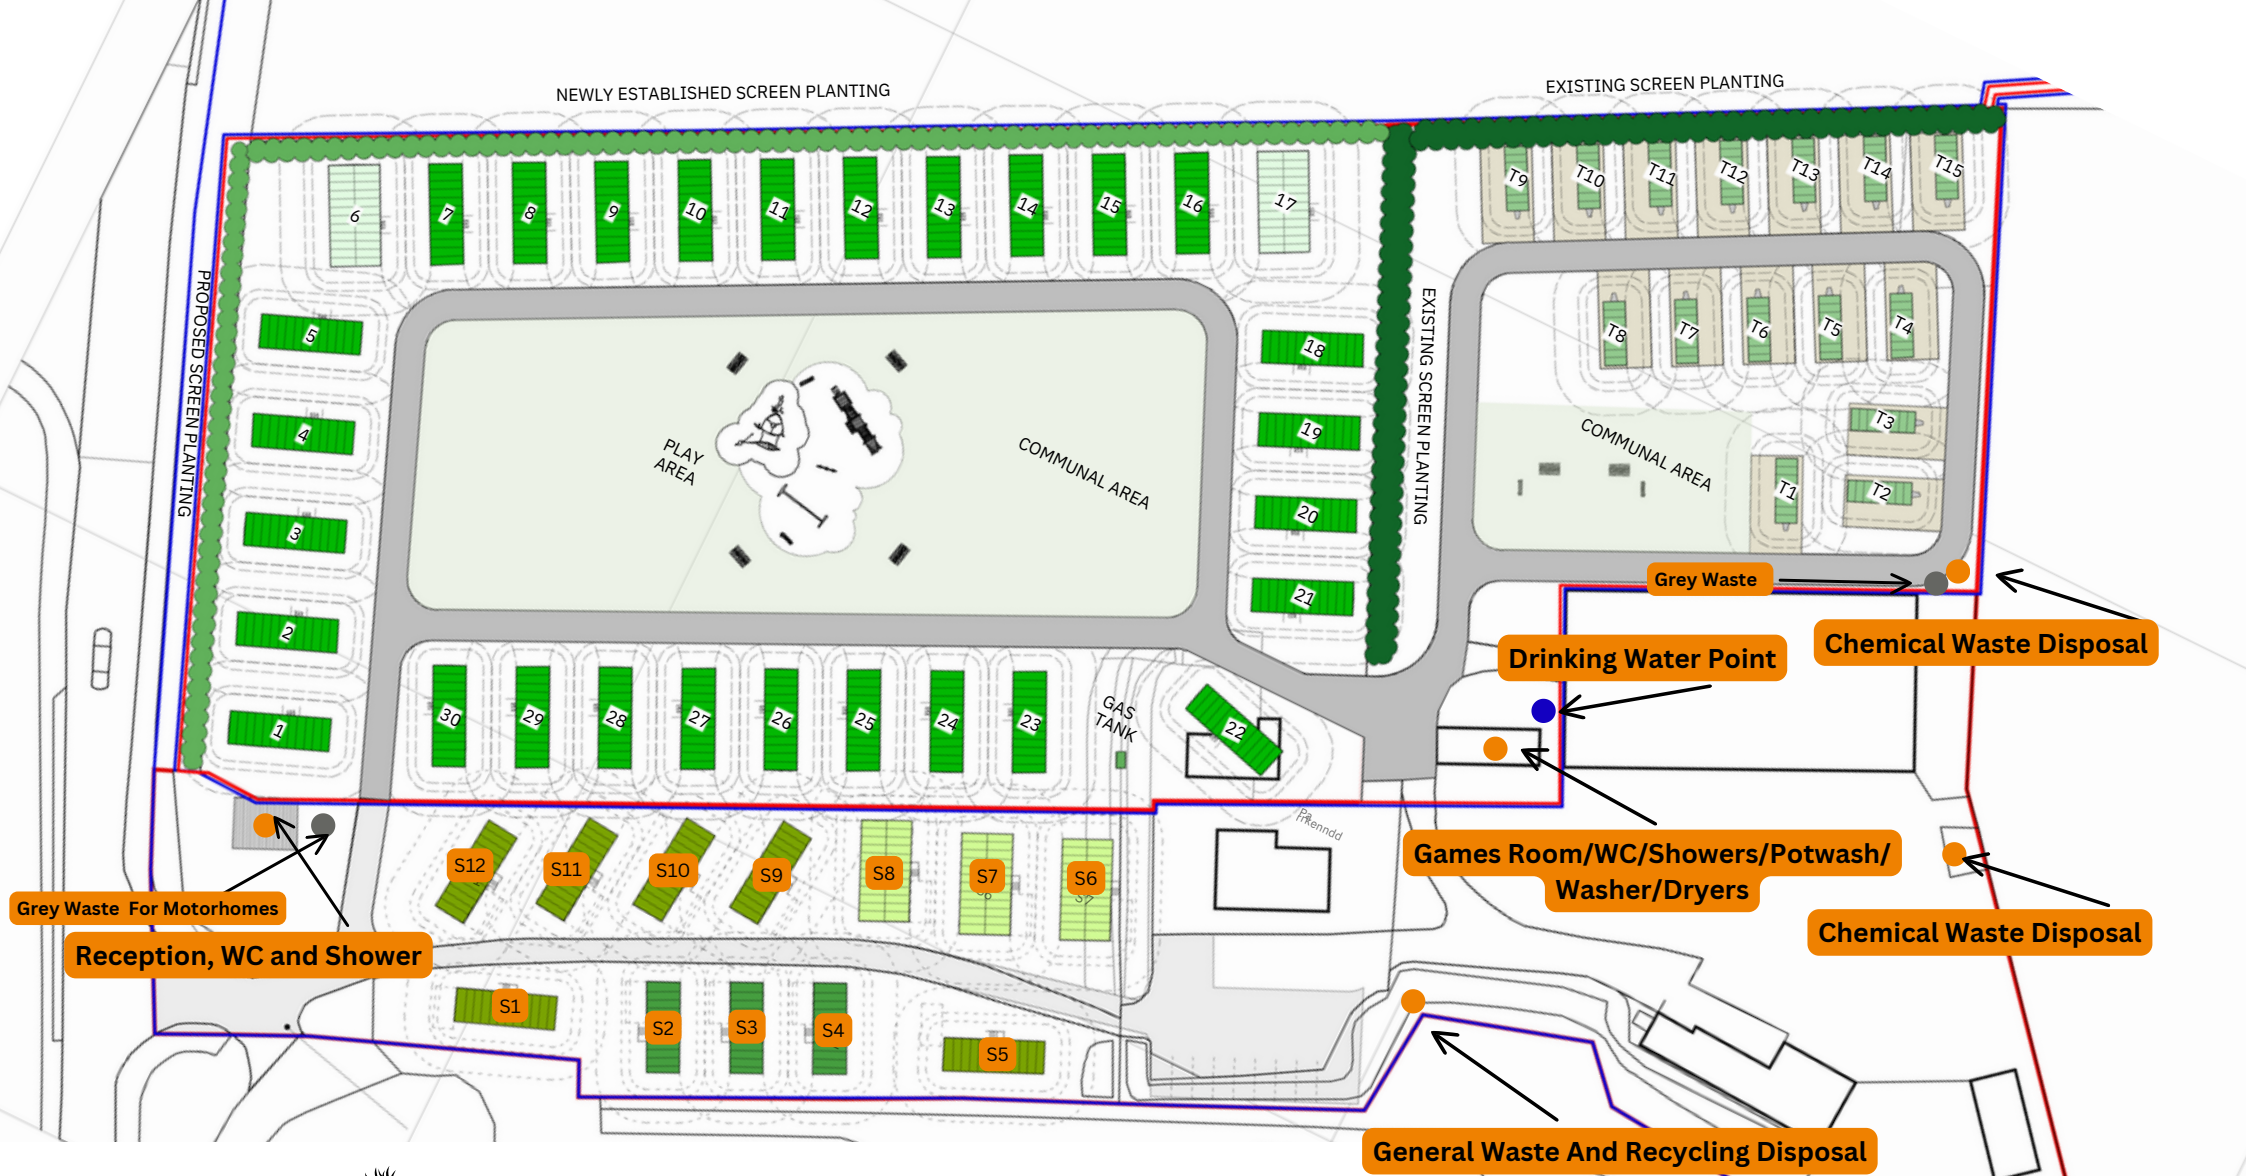 NEWLY ESTABLISHED SCREEN PLANTING
EXISTING SCREEN PLANTING
6
7
8
9
10
11
12
13
14
15
16
17
T9
T10
T11
T12
T13
T14
T15
PROPOSED SCREEN PLANTING
5
4
3
2
1
PLAY
AREA
COMMUNAL AREA
18
19
20
21
EXISTING SCREEN PLANTING
T8
T7
T6
T5
T4
T3
T2
T1
COMMUNAL AREA
Grey Waste
Chemical Waste Disposal
Drinking Water Point
30
29
28
27
26
25
24
23
GAS
TANK
22
Games Room/WC/Showers/Potwash/
Washer/Dryers
Chemical Waste Disposal
S12
S11
S10
S9
S8
S7
S6
Grey Waste For Motorhomes
Reception, WC and Shower
S1
S2
S3
S4
S5
General Waste And Recycling Disposal